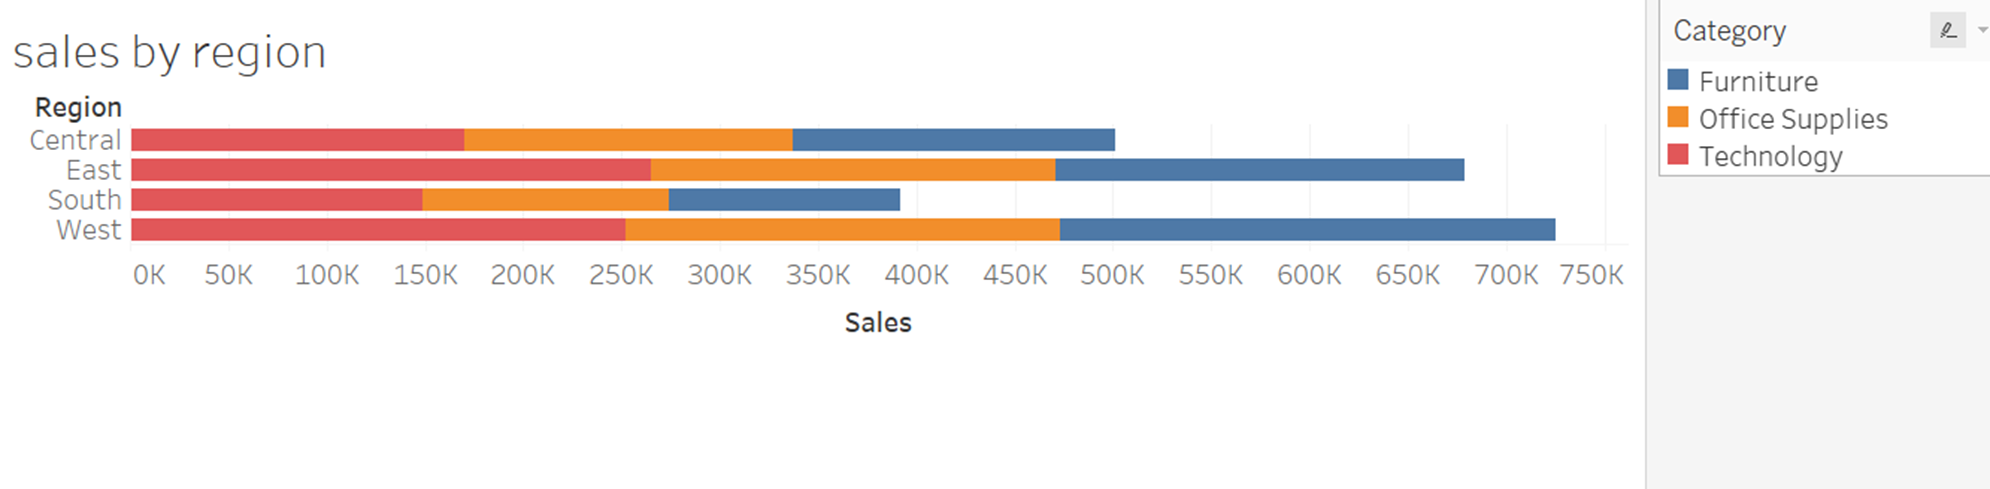 sales by region
Region
Central
East
South
West
0K 50K 100K 150K 200K 250K 300K 350K 400K 450K 500K 550K 600K 650K 700K 750K
Sales
Category
Furniture
Office Supplies
Technology